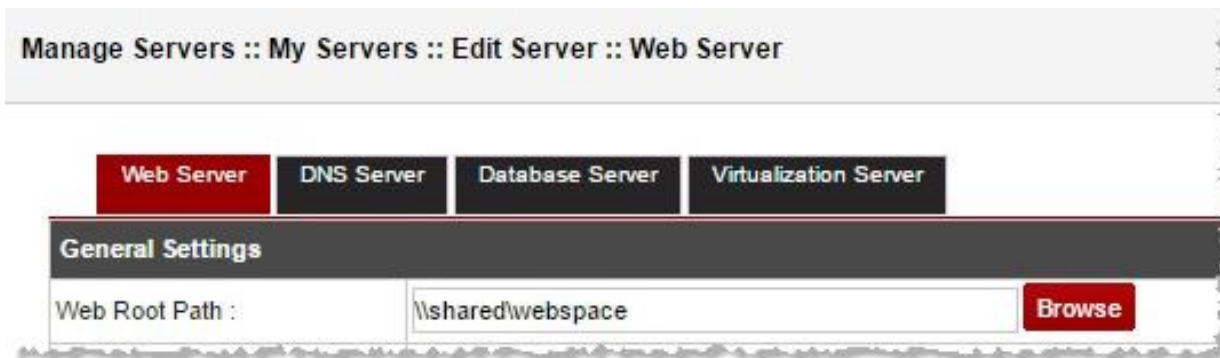 Manage Servers :: My Servers :: Edit Server :: Web Server
Web Server DNS Server Database Server Virtualization Server
General Settings
Web Root Path : \\shared\webspace Browse